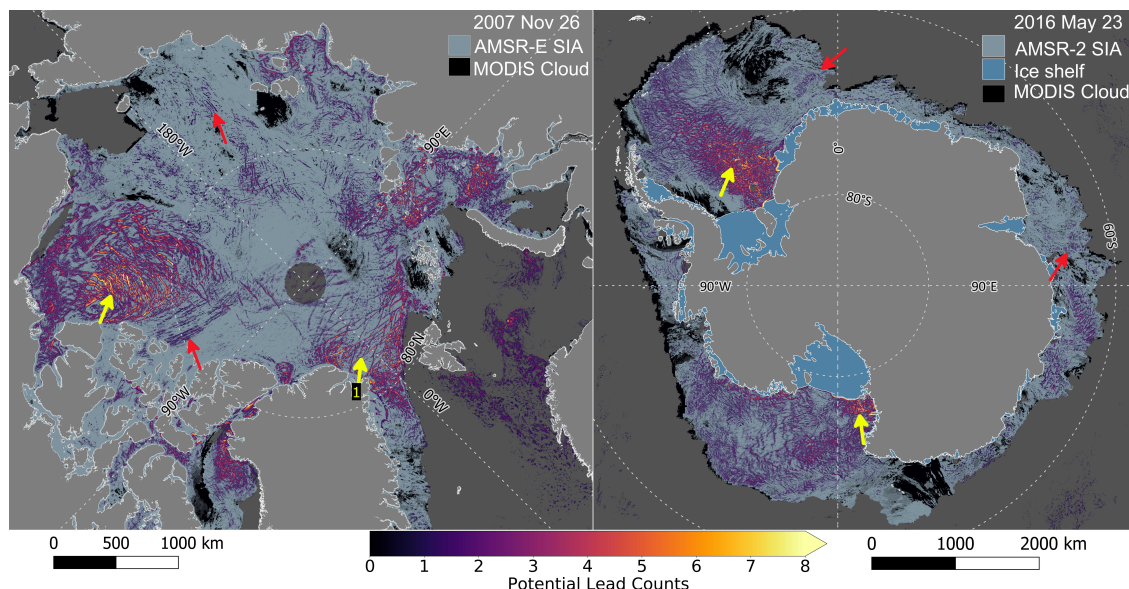 2007 Nov 26
AMSR-E SIA
MODIS Cloud
180°W
90°E
80°N
0°W
90°W
1
2016 May 23
AMSR-2 SIA
Ice shelf
MODIS Cloud
0°
80°S
60°S
90°W
90°E
0 500 1000 km
0 1 2 3 4 5 6 7 8
Potential Lead Counts
0 1000 2000 km